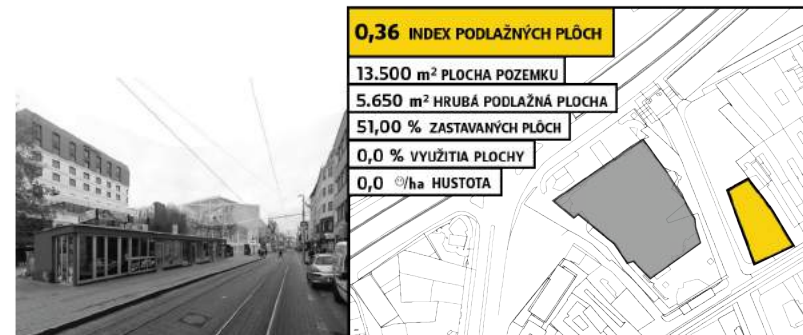 0,36 INDEX PODLAŽNÝCH PLÔCH
13.500 m² PLOCHA POZEMKU
5.650 m² HRUBÁ PODLAŽNÁ PLOCHA
51,00 % ZASTAVANÝCH PLÔCH
0,0 % VYUŽITIA PLOCHY
0,0 ☺/ha HUSTOTA